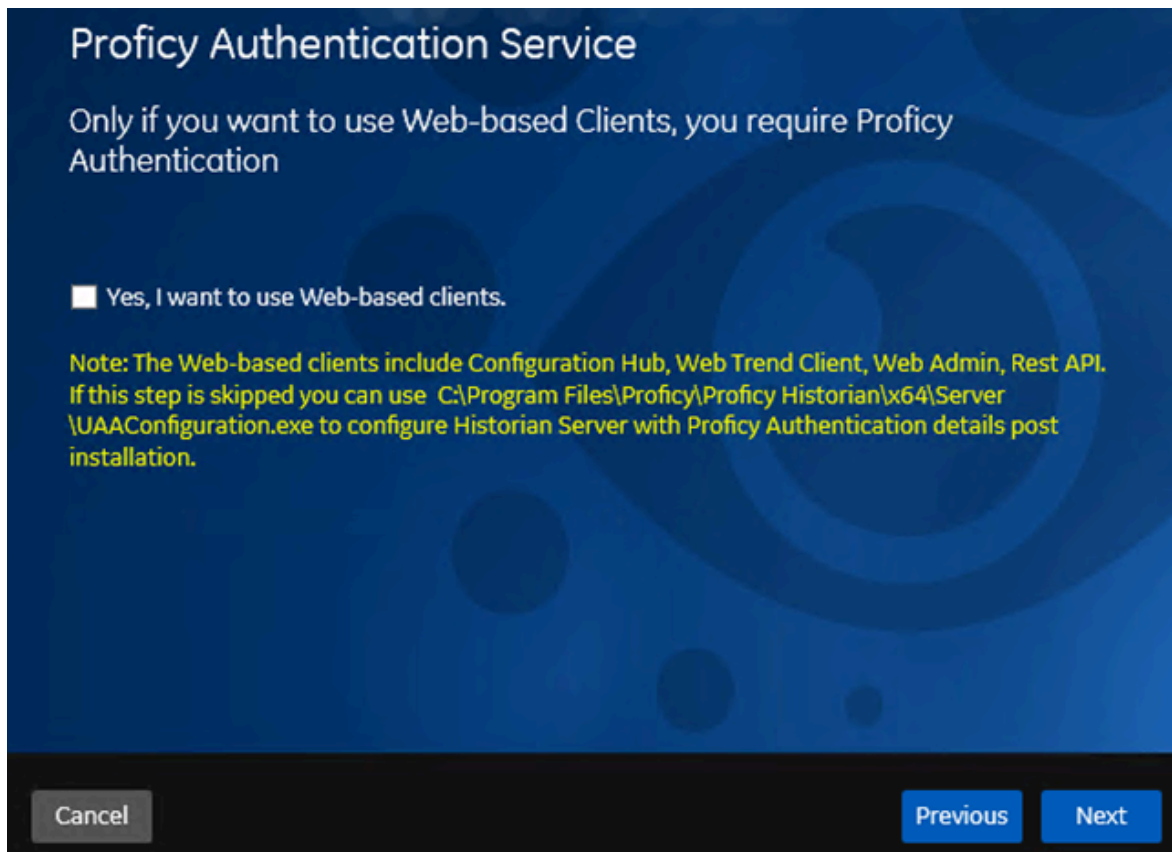 Proficy Authentication Service
Only if you want to use Web-based Clients, you require Proficy
Authentication
Yes, I want to use Web-based clients.
Note: The Web-based clients include Configuration Hub, Web Trend Client, Web Admin, Rest API.
If this step is skipped you can use C:\Program Files\Proficy\Proficy Historian\x64\Server
\UAAConfiguration.exe to configure Historian Server with Proficy Authentication details post
installation.
Cancel
Previous
Next